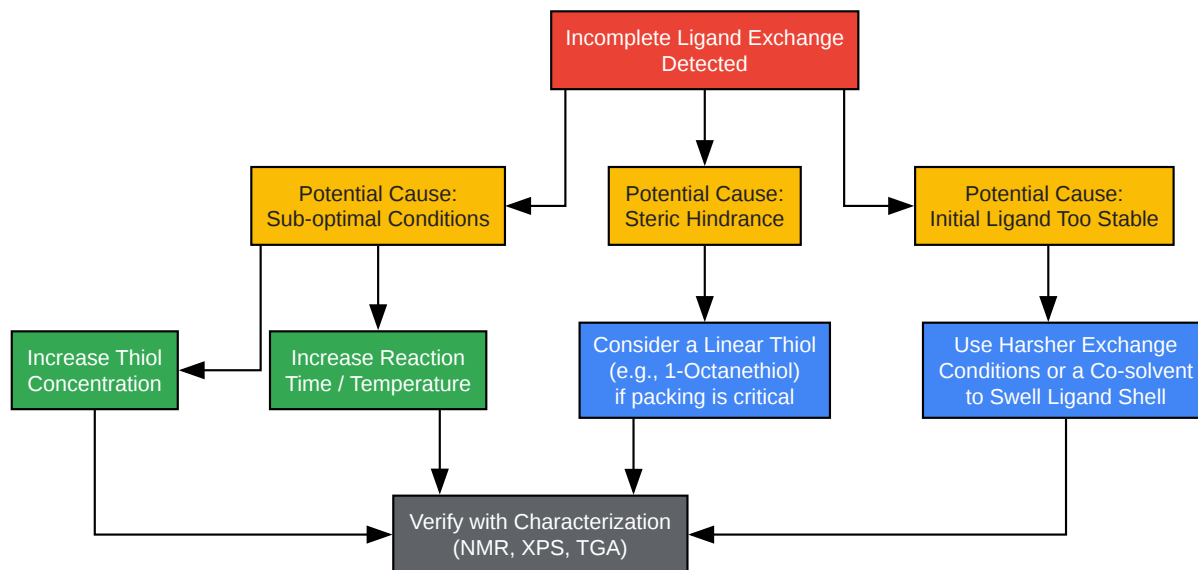 Incomplete Ligand Exchange
Detected
Potential Cause:
Sub-optimal Conditions
Potential Cause:
Steric Hindrance
Potential Cause:
Initial Ligand Too Stable
Increase Thiol
Concentration
Increase Reaction
Time / Temperature
Consider a Linear Thiol
(e.g., 1-Octanethiol)
if packing is critical
Use Harsher Exchange
Conditions or a Co-solvent
to Swell Ligand Shell
Verify with Characterization
(NMR, XPS, TGA)